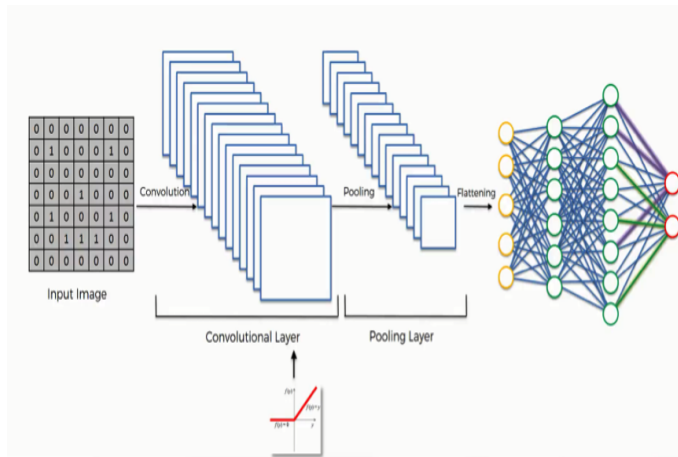 0 0 0 0 0 0 0
0 1 0 0 0 1 0
0 0 0 0 0 0 0
0 0 0 1 0 0 0
0 1 0 0 0 1 0
0 0 1 1 1 0 0
0 0 0 0 0 0 0
Input Image
Convolution
Pooling
Flattening
Convolutional Layer
Pooling Layer